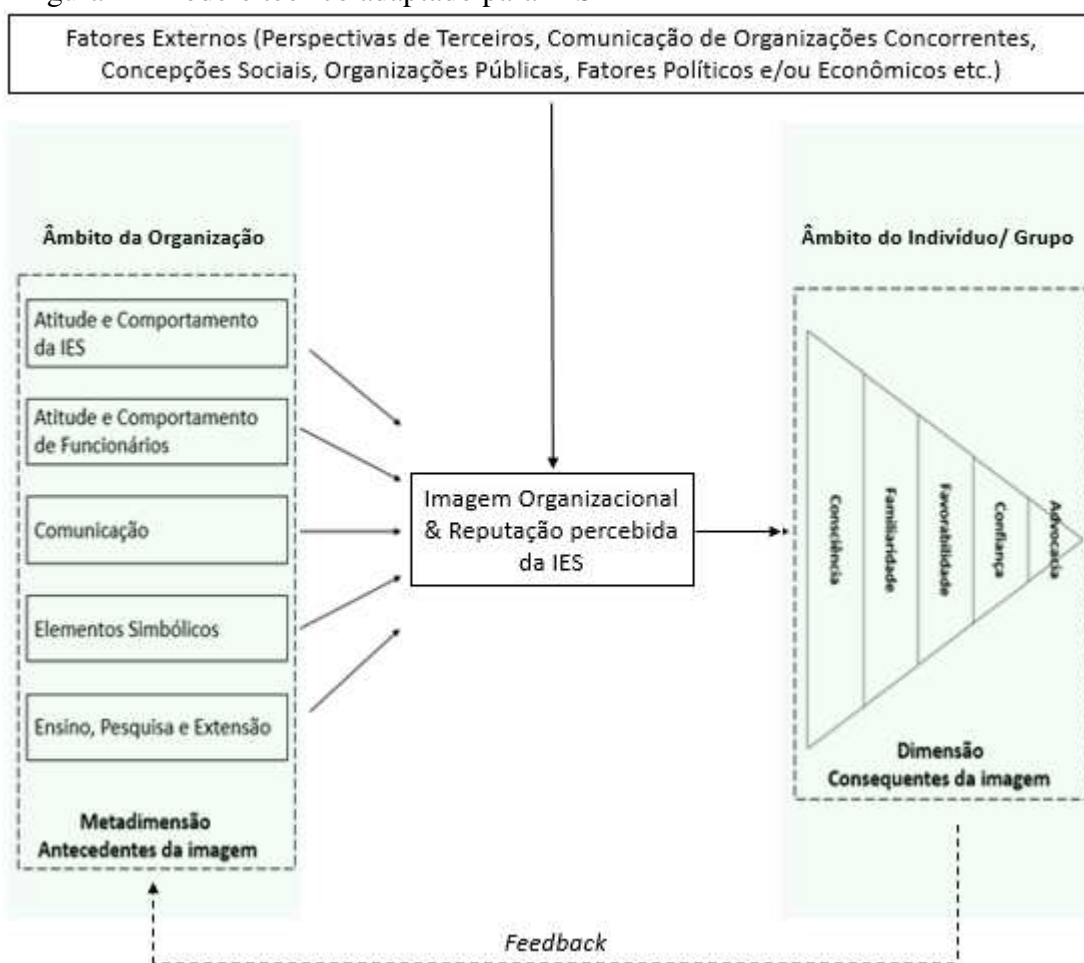 Fatores Externos (Perspectivas de Terceiros, Comunicação de Organizações Concorrentes,
Concepções Sociais, Organizações Públicas, Fatores Políticos e/ou Econômicos etc.)
Âmbito da Organização
Atitude e Comportamento
da IES
Atitude e Comportamento
de Funcionários
Comunicação
Elementos Simbólicos
Ensino, Pesquisa e Extensão
Metadimensão
Antecedentes da imagem
Imagem Organizacional
& Reputação percebida
da IES
Âmbito do Indivíduo/ Grupo
Consciência
Familiaridade
Favorabilidade
Confiança
Advocacia
Dimensão
Consequentes da imagem
Feedback